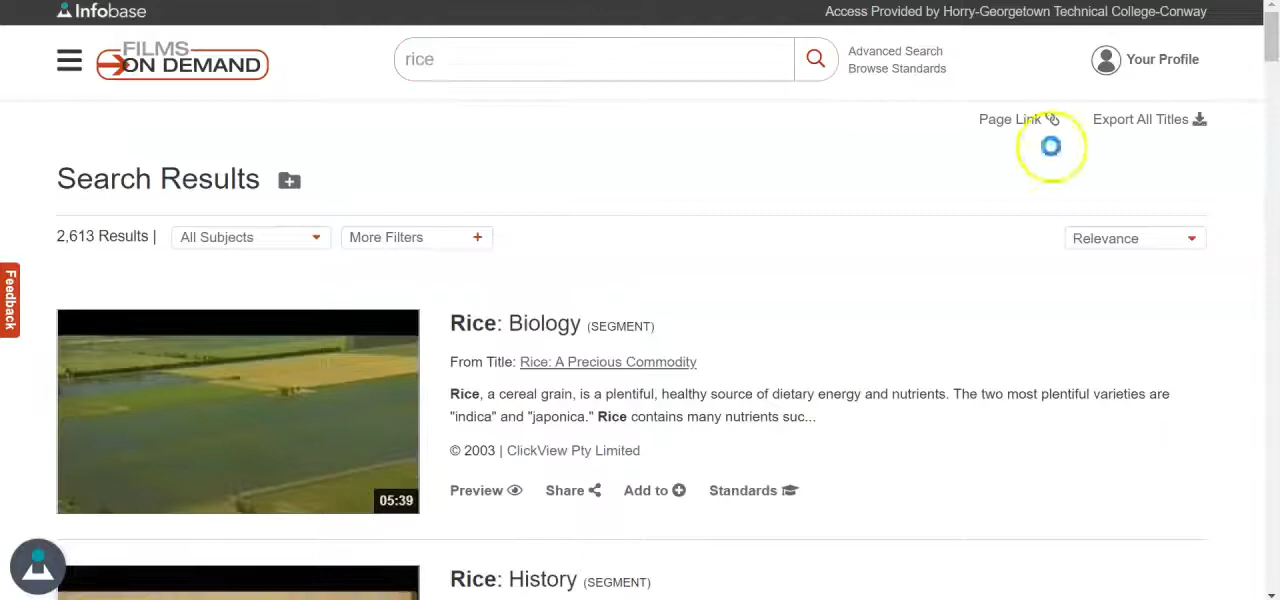 Infobase
Access Provided by Horry-Georgetown Technical College-Conway
FILMS
ON DEMAND
rice
Advanced Search
Browse Standards
Your Profile
Page Link
Export All Titles
Search Results
2,613 Results |
All Subjects
More Filters +
Relevance
Feedback
Rice: Biology (SEGMENT)
From Title: Rice: A Precious Commodity
Rice, a cereal grain, is a plentiful, healthy source of dietary energy and nutrients. The two most plentiful varieties are
"indica" and "japonica." Rice contains many nutrients suc...
© 2003 | ClickView Pty Limited
05:39
Preview Share Add to Standards
Rice: History (SEGMENT)